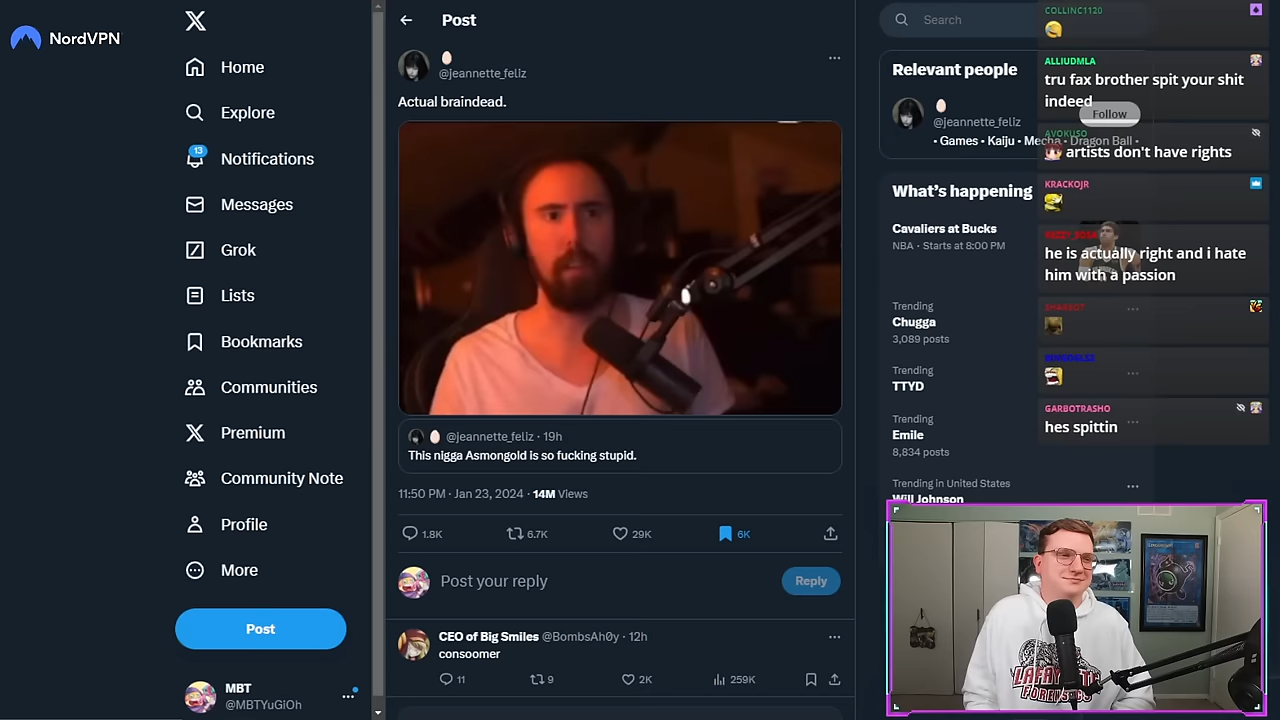 NordVPN
Home
Explore
13
Notifications
Messages
Grok
Lists
Bookmarks
Communities
Premium
Community Note
Profile
More
Post
MBT
@MBTYuGiOh
Post
@jeannette_feliz
Actual braindead.
@jeannette_feliz · 19h
This nigga Asmongold is so fucking stupid.
11:50 PM · Jan 23, 2024 · 14M Views
1.8K 6.7K 29K 6K
Post your reply
Reply
CEO of Big Smiles @BombsAh0y · 12h
consoomer
11 9 2K 259K
Search
Relevant people
@jeannette_feliz
Follow
• Games • Kaiju • Mecha • Dragon Ball •
What's happening
Cavaliers at Bucks
NBA · Starts at 8:00 PM
Trending
Chugga
3,089 posts
Trending
TTYD
Trending
Emile
8,834 posts
Trending in United States
Will Johnson
COLLINC1120
ALLIUDMLA
tru fax brother spit your shit
indeed
AVOKUSO
artists don't have rights
KRACKOJR
he is actually right and i hate
him with a passion
GARBOTRASHO
hes spittin
FORENSICS